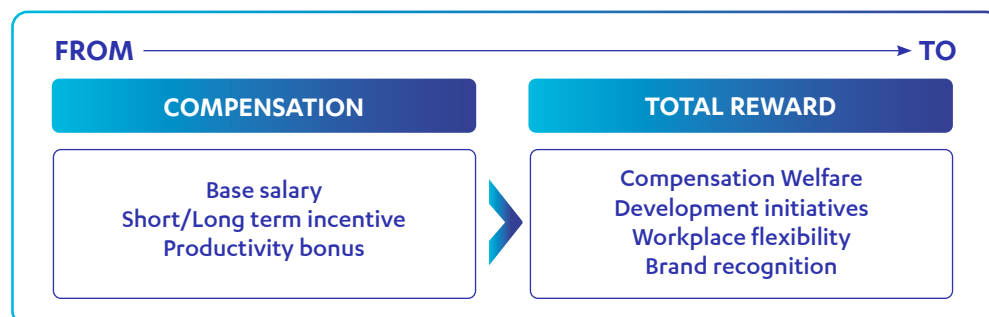 FROM TO
COMPENSATION
Base salary
Short/Long term incentive
Productivity bonus
TOTAL REWARD
Compensation Welfare
Development initiatives
Workplace flexibility
Brand recognition